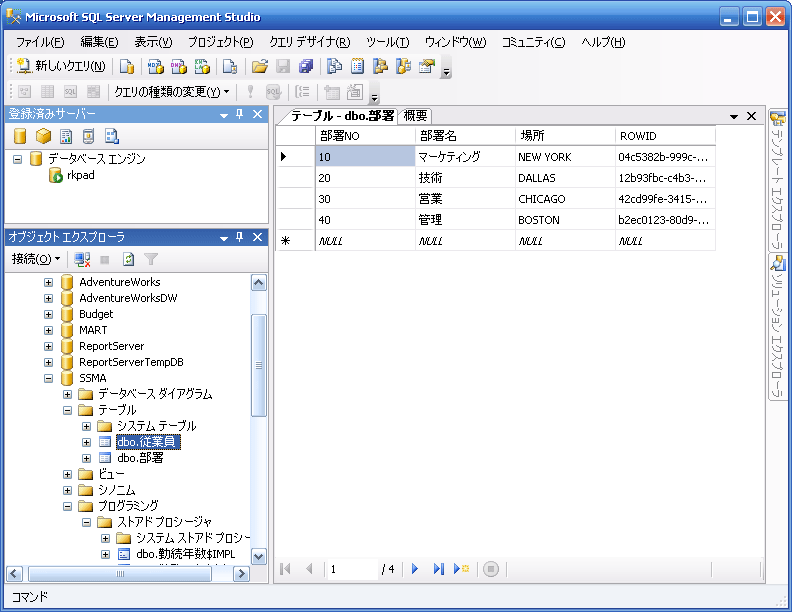 Microsoft SQL Server Management Studio
ファイル(F) 編集(E) 表示(V) プロジェクト(P) クエリ デザイナ(R) ツール(T) ウィンドウ(W) コミュニティ(C) ヘルプ(H)
新しいクエリ(N)
クエリの種類の変更(Y)
登録済みサーバー
データベース エンジン
rkpad
オブジェクト エクスプローラ
接続(O)
AdventureWorks
AdventureWorksDW
Budget
MART
ReportServer
ReportServerTempDB
SSMA
データベース ダイアグラム
テーブル
システム テーブル
dbo.従業員
dbo.部署
ビュー
シノニム
プログラミング
ストアド プロシージャ
システム ストアド プロシー
dbo.勤続年数$IMPL
テーブル - dbo.部署 概要
部署NO 部署名 場所 ROWID
10 マーケティング NEW YORK 04c5382b-999c-...
20 技術 DALLAS 12b93fbc-c4b3-...
30 営業 CHICAGO 42cd99fe-3415-...
40 管理 BOSTON b2ec0123-80d9-...
NULL NULL NULL NULL
1 / 4
テンプレート エクスプローラ
ソリューション エクスプローラ
コマンド